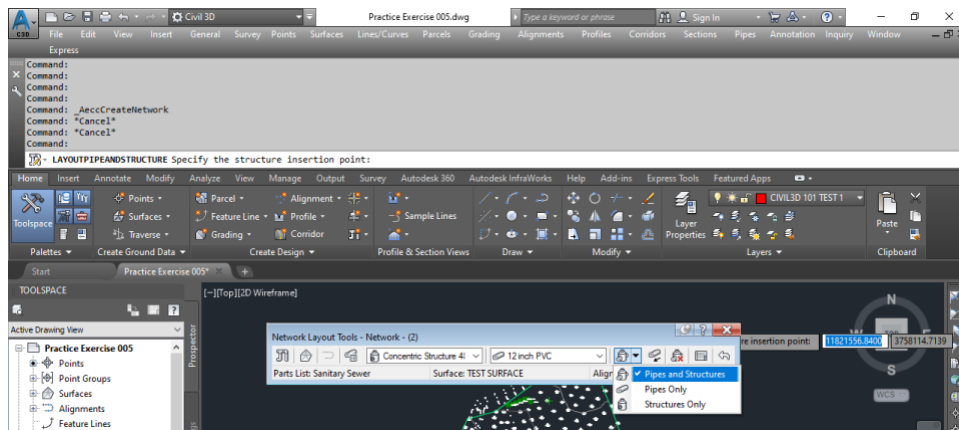 Civil 3D Practice Exercise 005.dwg Type a keyword or phrase Sign In
C3D File Edit View Insert General Survey Points Surfaces Lines/Curves Parcels Grading Alignments Profiles Corridors Sections Pipes Annotation Inquiry Window
Express
Command:
Command:
Command:
Command:
Command: _AeccCreateNetwork
Command: *Cancel*
Command: *Cancel*
Command:
LAYOUTPIPEANDSTRUCTURE Specify the structure insertion point:
Home Insert Annotate Modify Analyze View Manage Output Survey Autodesk 360 Autodesk InfraWorks Help Add-ins Express Tools Featured Apps
Toolspace Points Parcel Alignment Layer Properties CIVIL3D 101 TEST 1 Paste
Surfaces Feature Line Profile Sample Lines
Traverse Grading Corridor
Palettes Create Ground Data Create Design Profile & Section Views Draw Modify Layers Clipboard
Start Practice Exercise 005*
TOOLSPACE [-][Top][2D Wireframe]
N
Active Drawing View
Prospector
Practice Exercise 005
Points
Point Groups
Surfaces
Alignments
Feature Lines
Network Layout Tools - Network - (2)
Concentric Structure 4 12 inch PVC
Parts List: Sanitary Sewer Surface: TEST SURFACE Align
Pipes and Structures
Pipes Only
Structures Only
re insertion point: 11821556.8400 3758114.7139
W TOP
S
WCS